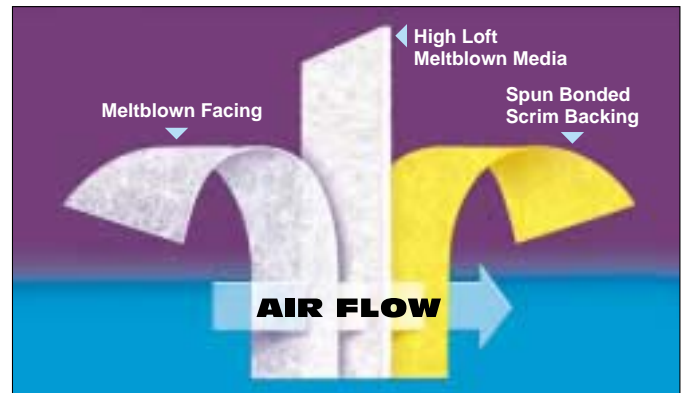 High Loft
Meltblown Media
Spun Bonded
Scrim Backing
Meltblown Facing
AIR FLOW